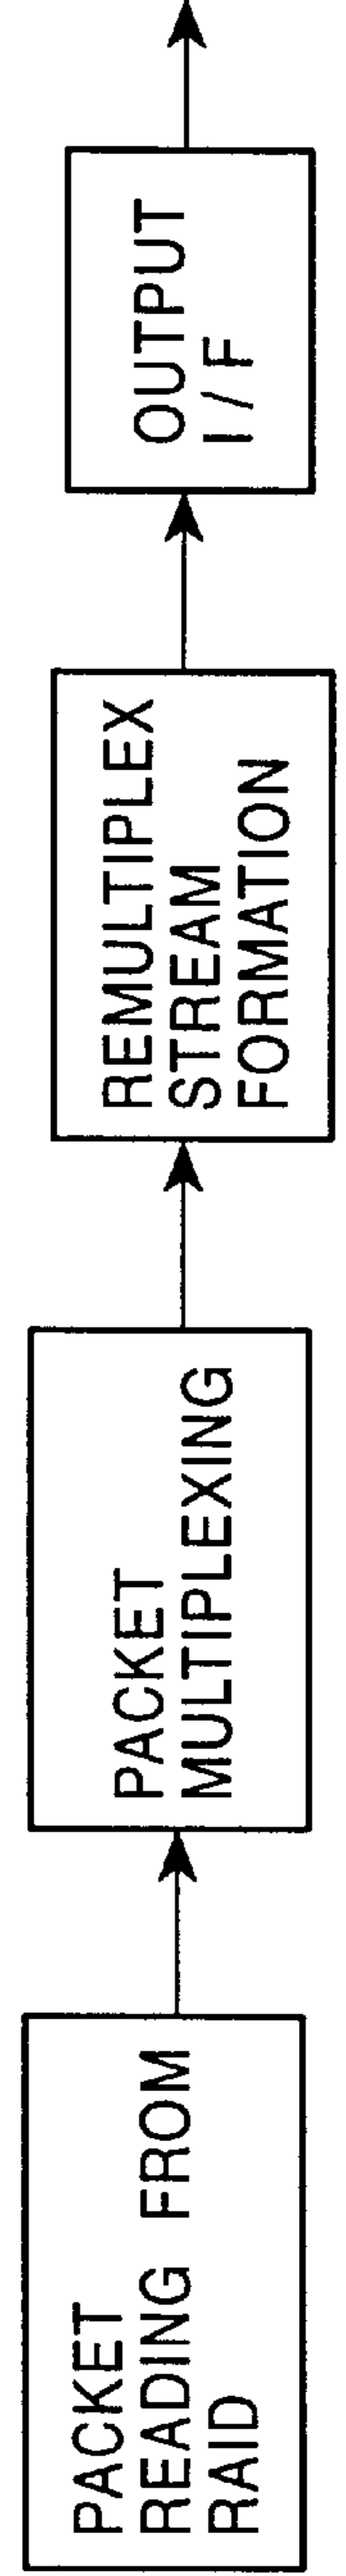 PACKET
READING FROM
RAID
PACKET
MULTIPLEXING
REMULTIPLEX
STREAM
FORMATION
OUTPUT
I/F